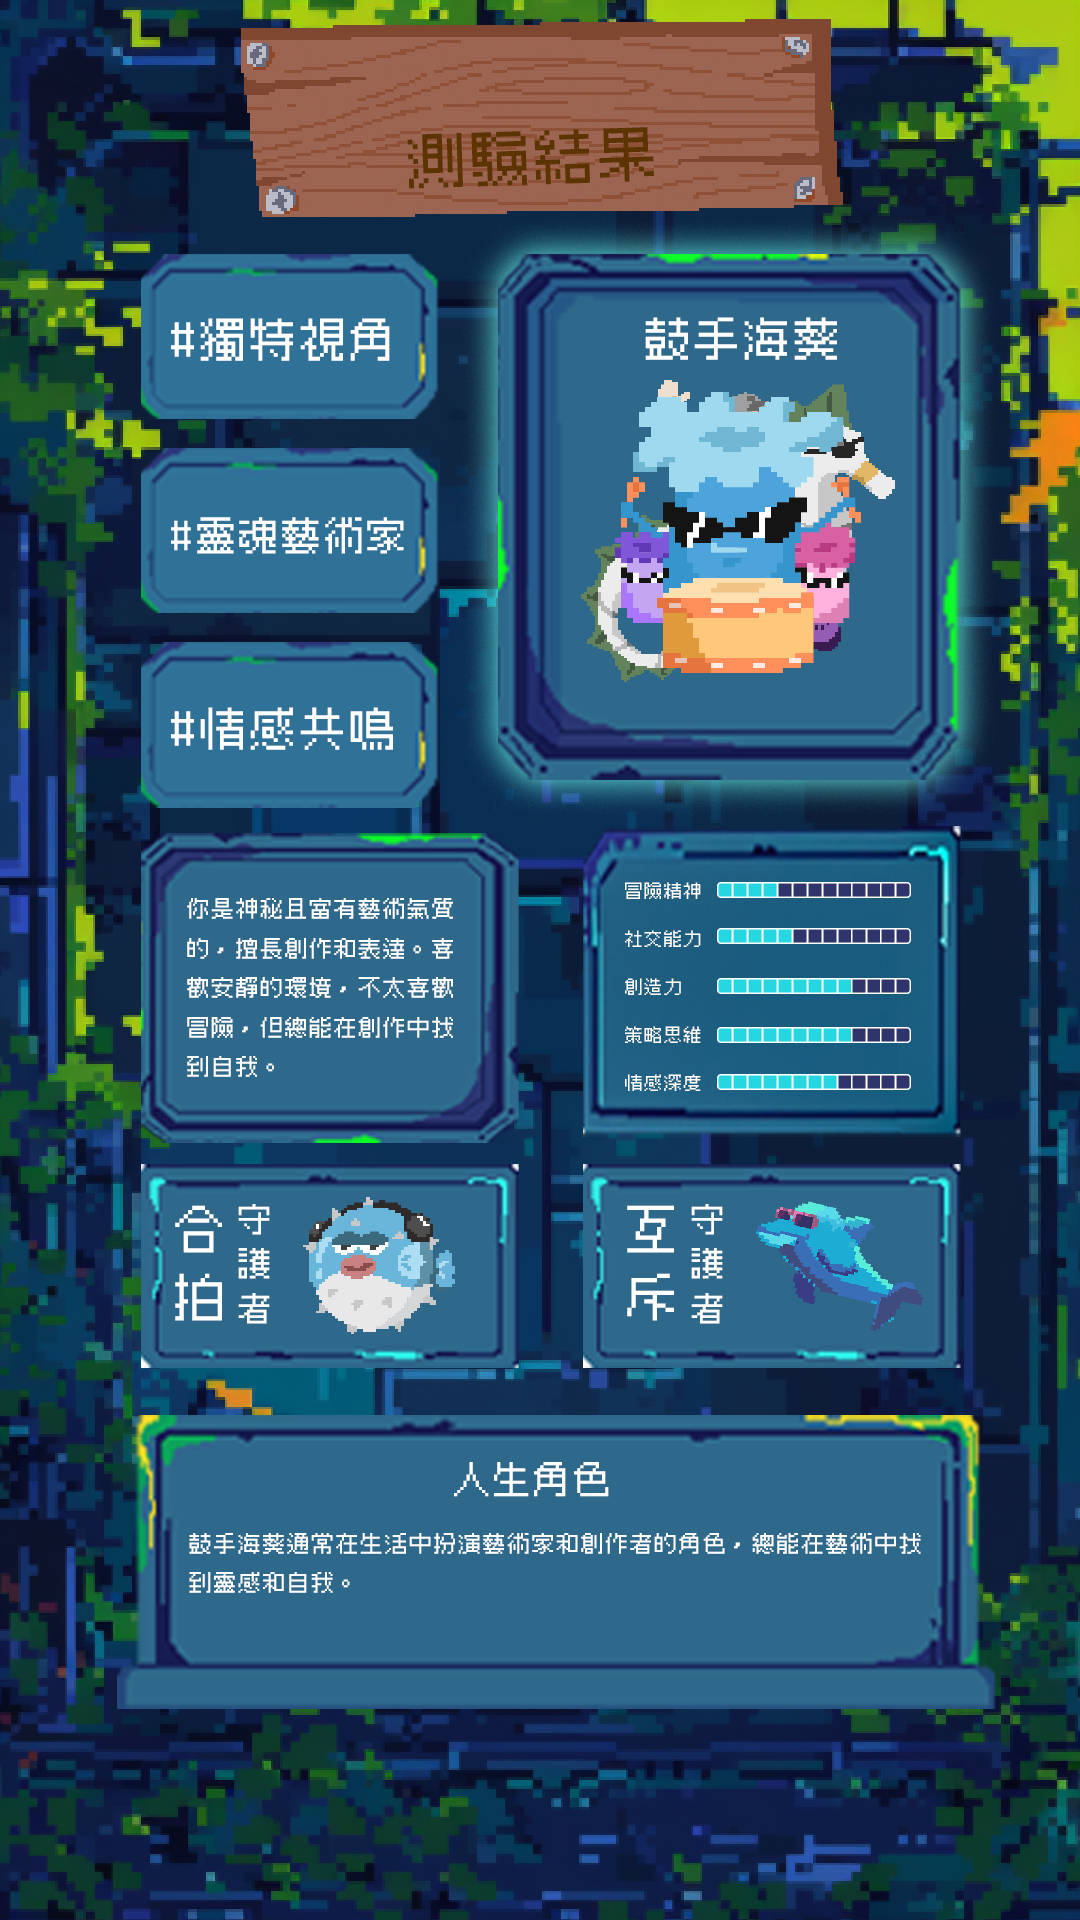 測驗結果
#獨特視角
#靈魂藝術家
#情感共鳴
鼓手海葵
你是神秘且富有藝術氣質
的，擅長創作和表達。喜
歡安靜的環境，不太喜歡
冒險，但總能在創作中找
到自我。
冒險精神
社交能力
創造力
策略思維
情感深度
合拍
守護者
互斥
守護者
人生角色
鼓手海葵通常在生活中扮演藝術家和創作者的角色，總能在藝術中找
到靈感和自我。